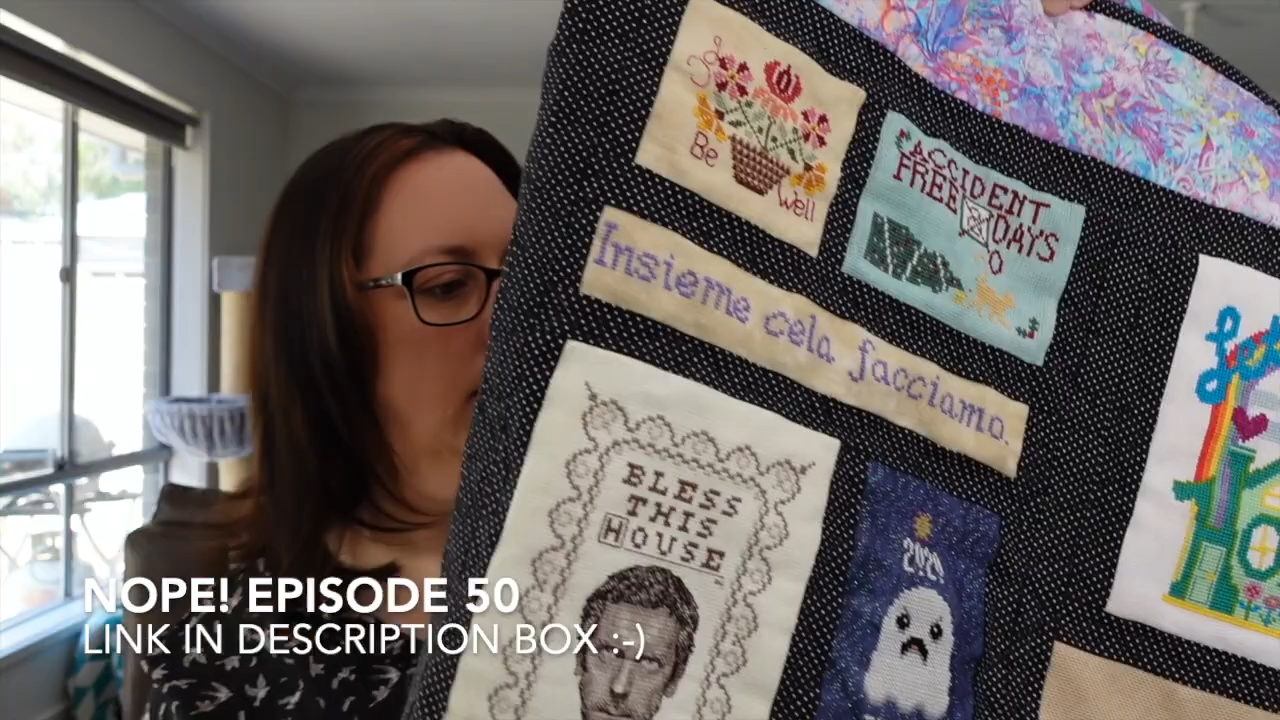 Be
Well
ACCIDENT
FREE DAYS
0
Insieme cela facciamo.
BLESS
THIS
HOUSE
2020
NOPE! EPISODE 50
LINK IN DESCRIPTION BOX :-)